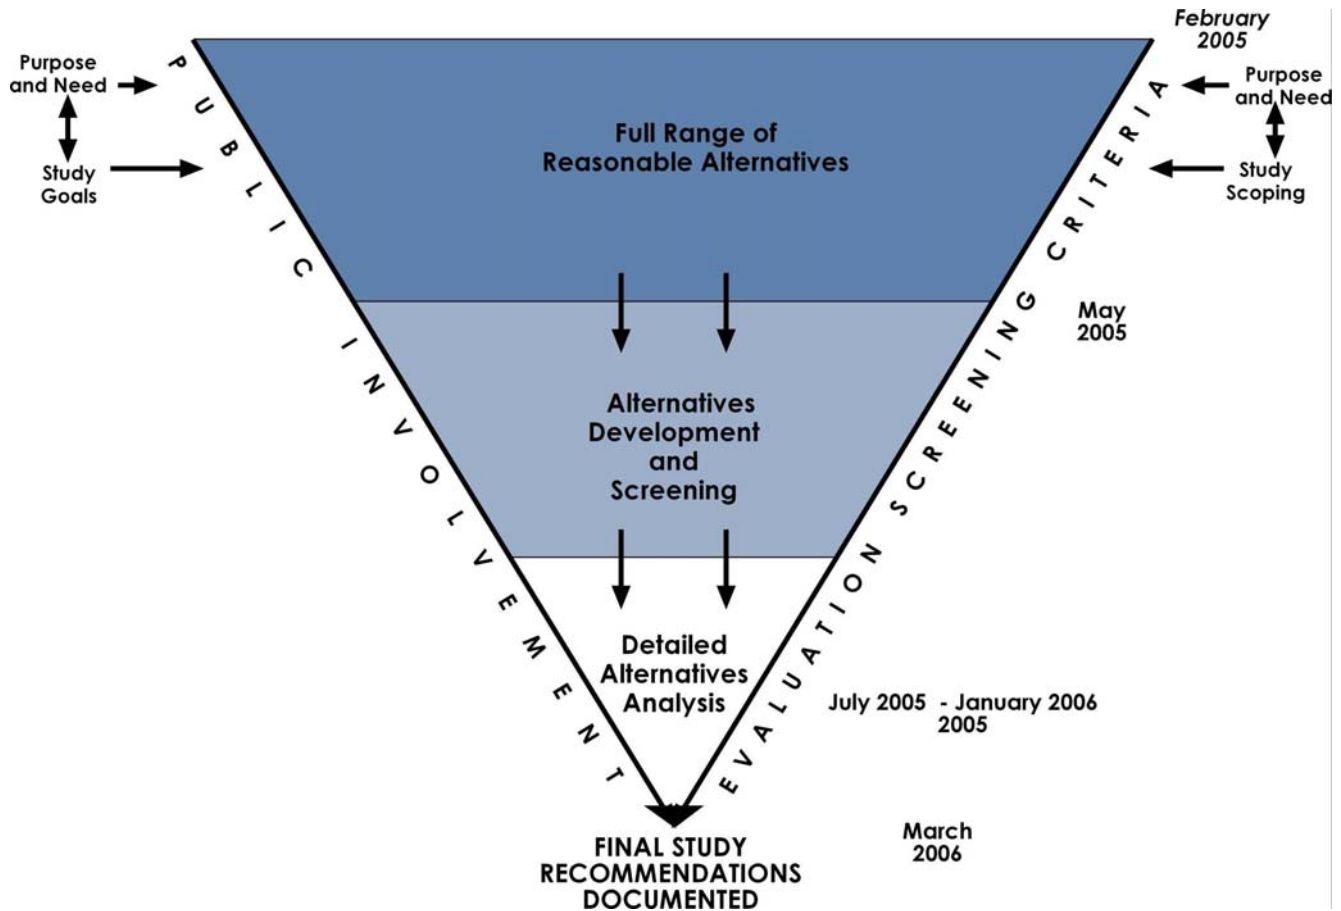 February
2005
Purpose
and Need
Study
Goals
Purpose
and Need
Study
Scoping
PUBLIC INVOLVEMENT
EVALUATION SCREENING CRITERIA
Full Range of
Reasonable Alternatives
May
2005
Alternatives
Development
and
Screening
Detailed
Alternatives
Analysis
July 2005 - January 2006
2005
FINAL STUDY
RECOMMENDATIONS
DOCUMENTED
March
2006